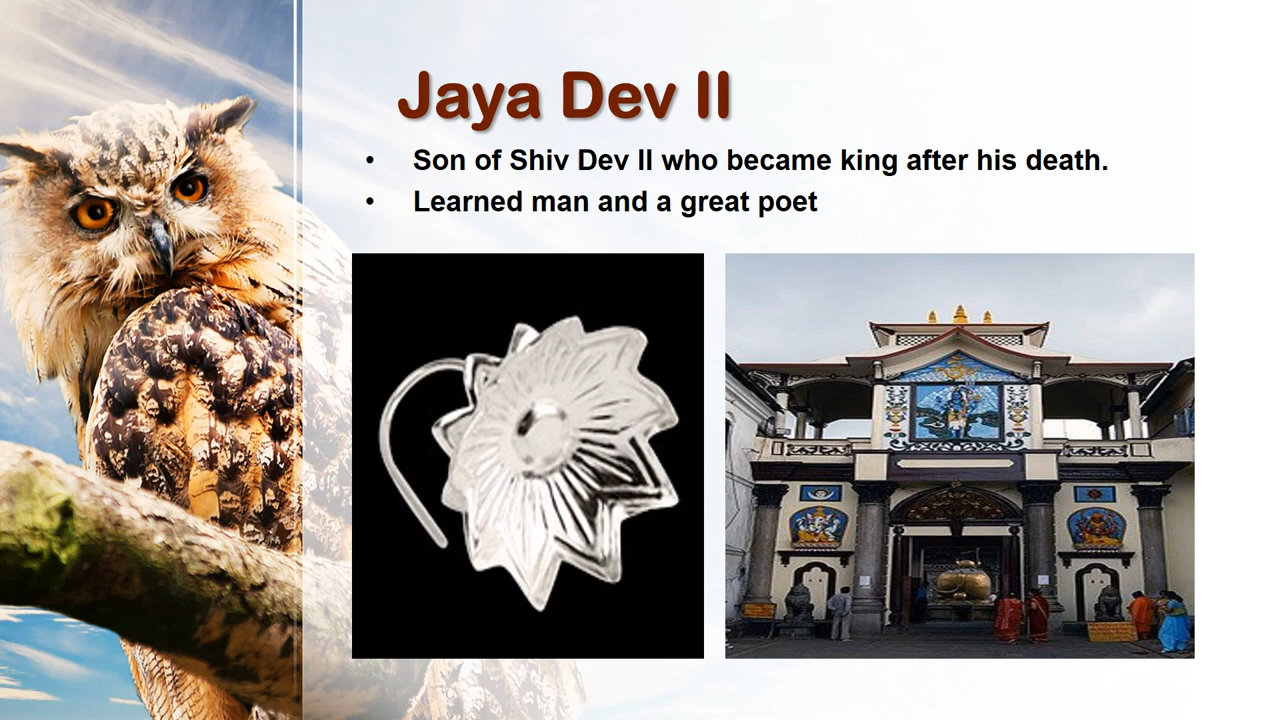 Jaya Dev II
• Son of Shiv Dev II who became king after his death.
• Learned man and a great poet